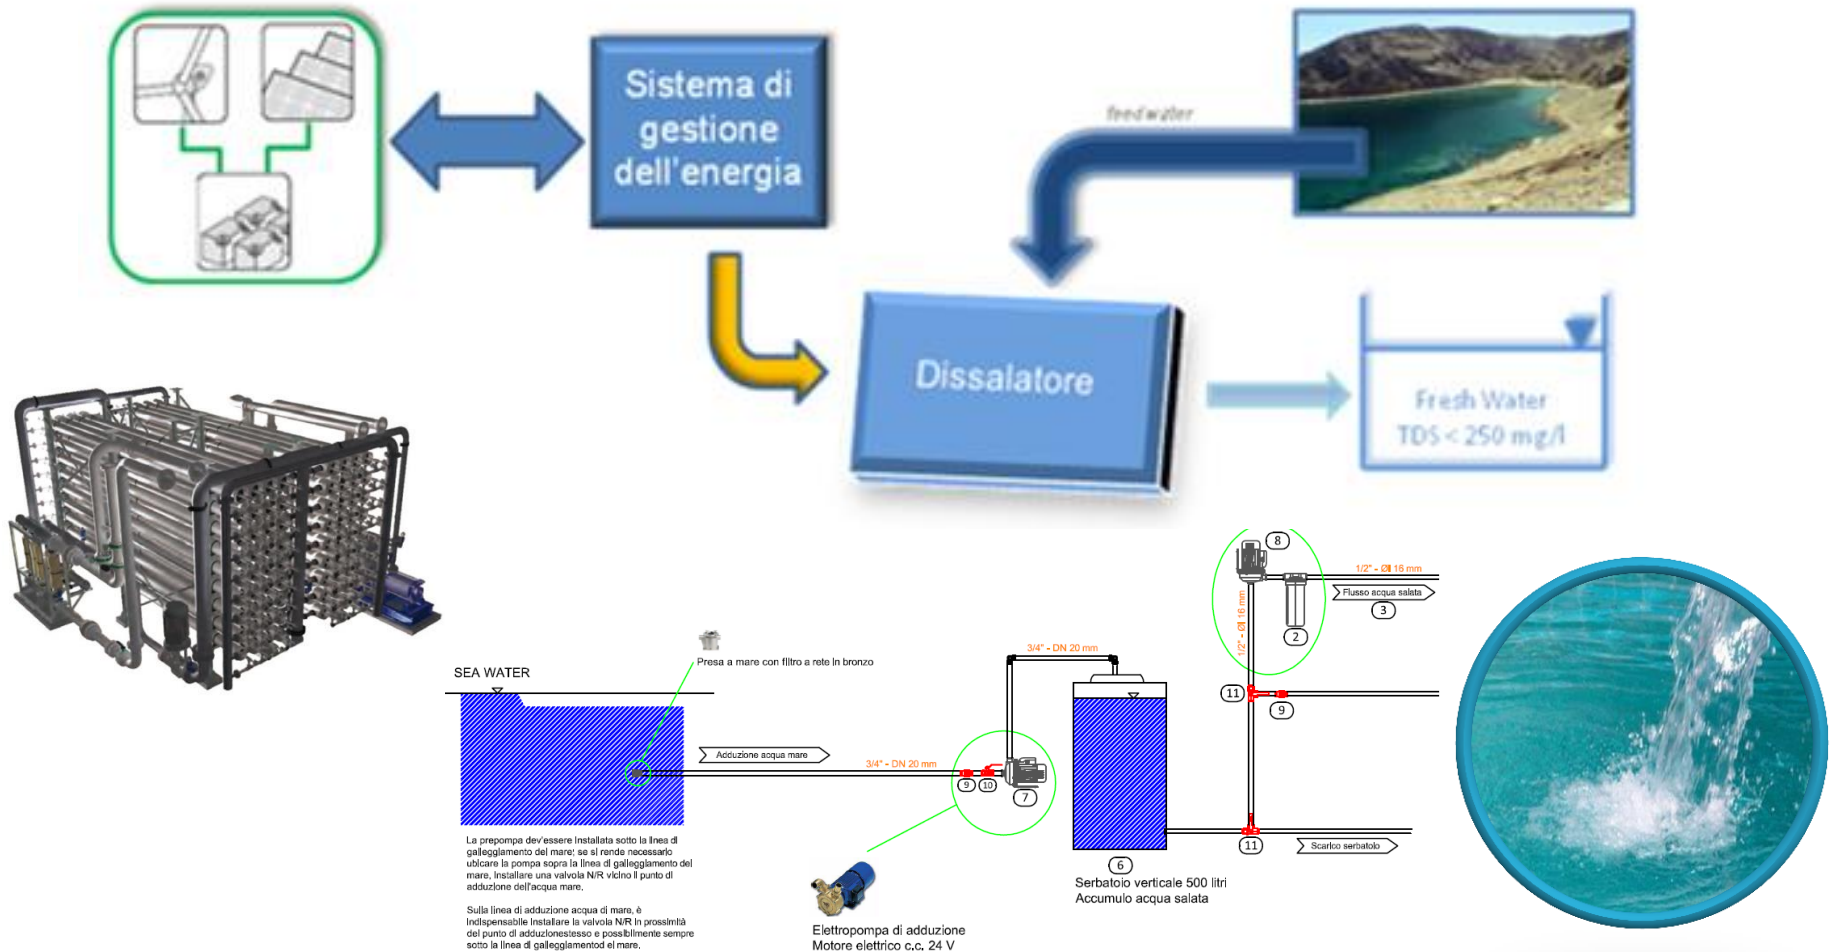 Sistema di
gestione
dell'energia
feedwater
Dissalatore
Fresh Water
TDS < 250 mg/l
SEA WATER
Presa a mare con filtro a rete in bronzo
Adduzione acqua mare
3/4" - DN 20 mm
9
10
7
3/4" - DN 20 mm
8
1/2" - Øi 16 mm
Flusso acqua salata
3
2
1/2" - Øi 16 mm
11
9
11
Scarico serbatoio
6
Serbatoio verticale 500 litri
Accumulo acqua salata
La prepompa dev'essere installata sotto la linea di
galleggiamento del mare; se si rende necessario
ubicare la pompa sopra la linea di galleggiamento del
mare, installare una valvola N/R vicino il punto di
adduzione dell'acqua mare.
Sulla linea di adduzione acqua di mare, è
indispensabile installare la valvola N/R in prossimità
del punto di adduzionestesso e possibilmente sempre
sotto la linea di galleggiamentod el mare.
Elettropompa di adduzione
Motore elettrico c.c. 24 V